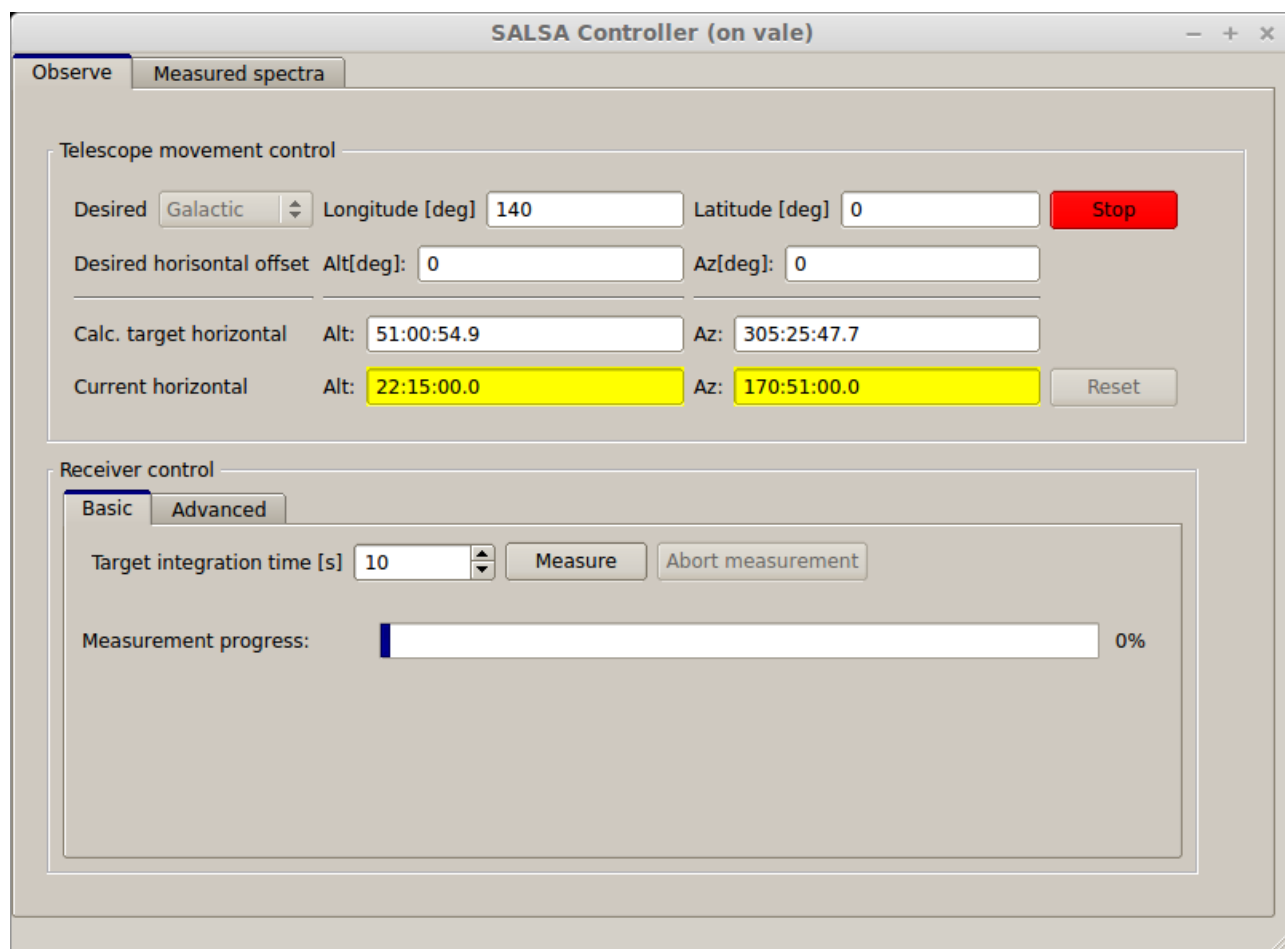 SALSA Controller (on vale)
Observe Measured spectra
Telescope movement control
Desired Galactic Longitude [deg] 140 Latitude [deg] 0 Stop
Desired horisontal offset Alt[deg]: 0 Az[deg]: 0
Calc. target horizontal Alt: 51:00:54.9 Az: 305:25:47.7
Current horizontal Alt: 22:15:00.0 Az: 170:51:00.0 Reset
Receiver control
Basic Advanced
Target integration time [s] 10 Measure Abort measurement
Measurement progress: 0%